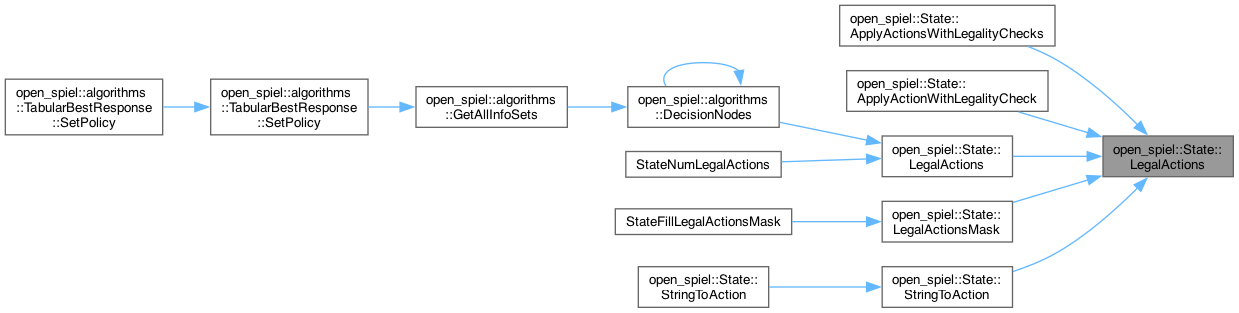 open_spiel::State::
ApplyActionsWithLegalityChecks
open_spiel::State::
ApplyActionWithLegalityCheck
open_spiel::algorithms
::TabularBestResponse
::SetPolicy
open_spiel::algorithms
::TabularBestResponse
::SetPolicy
open_spiel::algorithms
::GetAllInfoSets
open_spiel::algorithms
::DecisionNodes
open_spiel::State::
LegalActions
open_spiel::State::
LegalActions
StateNumLegalActions
StateFillLegalActionsMask
open_spiel::State::
LegalActionsMask
open_spiel::State::
StringToAction
open_spiel::State::
StringToAction